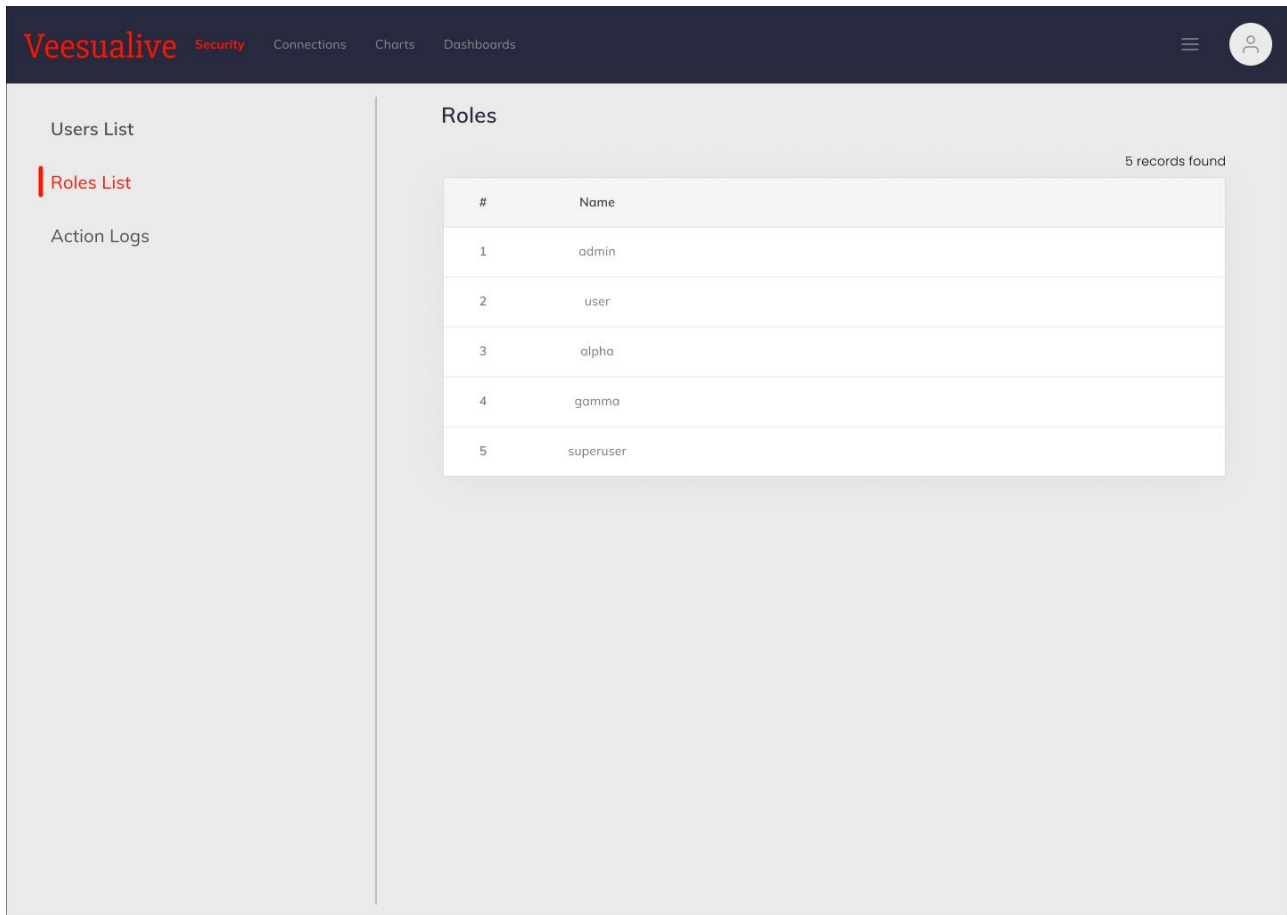 Veesualive Security Connections Charts Dashboards
Users List
Roles List
Action Logs
Roles
5 records found
# Name
1 admin
2 user
3 alpha
4 gamma
5 superuser